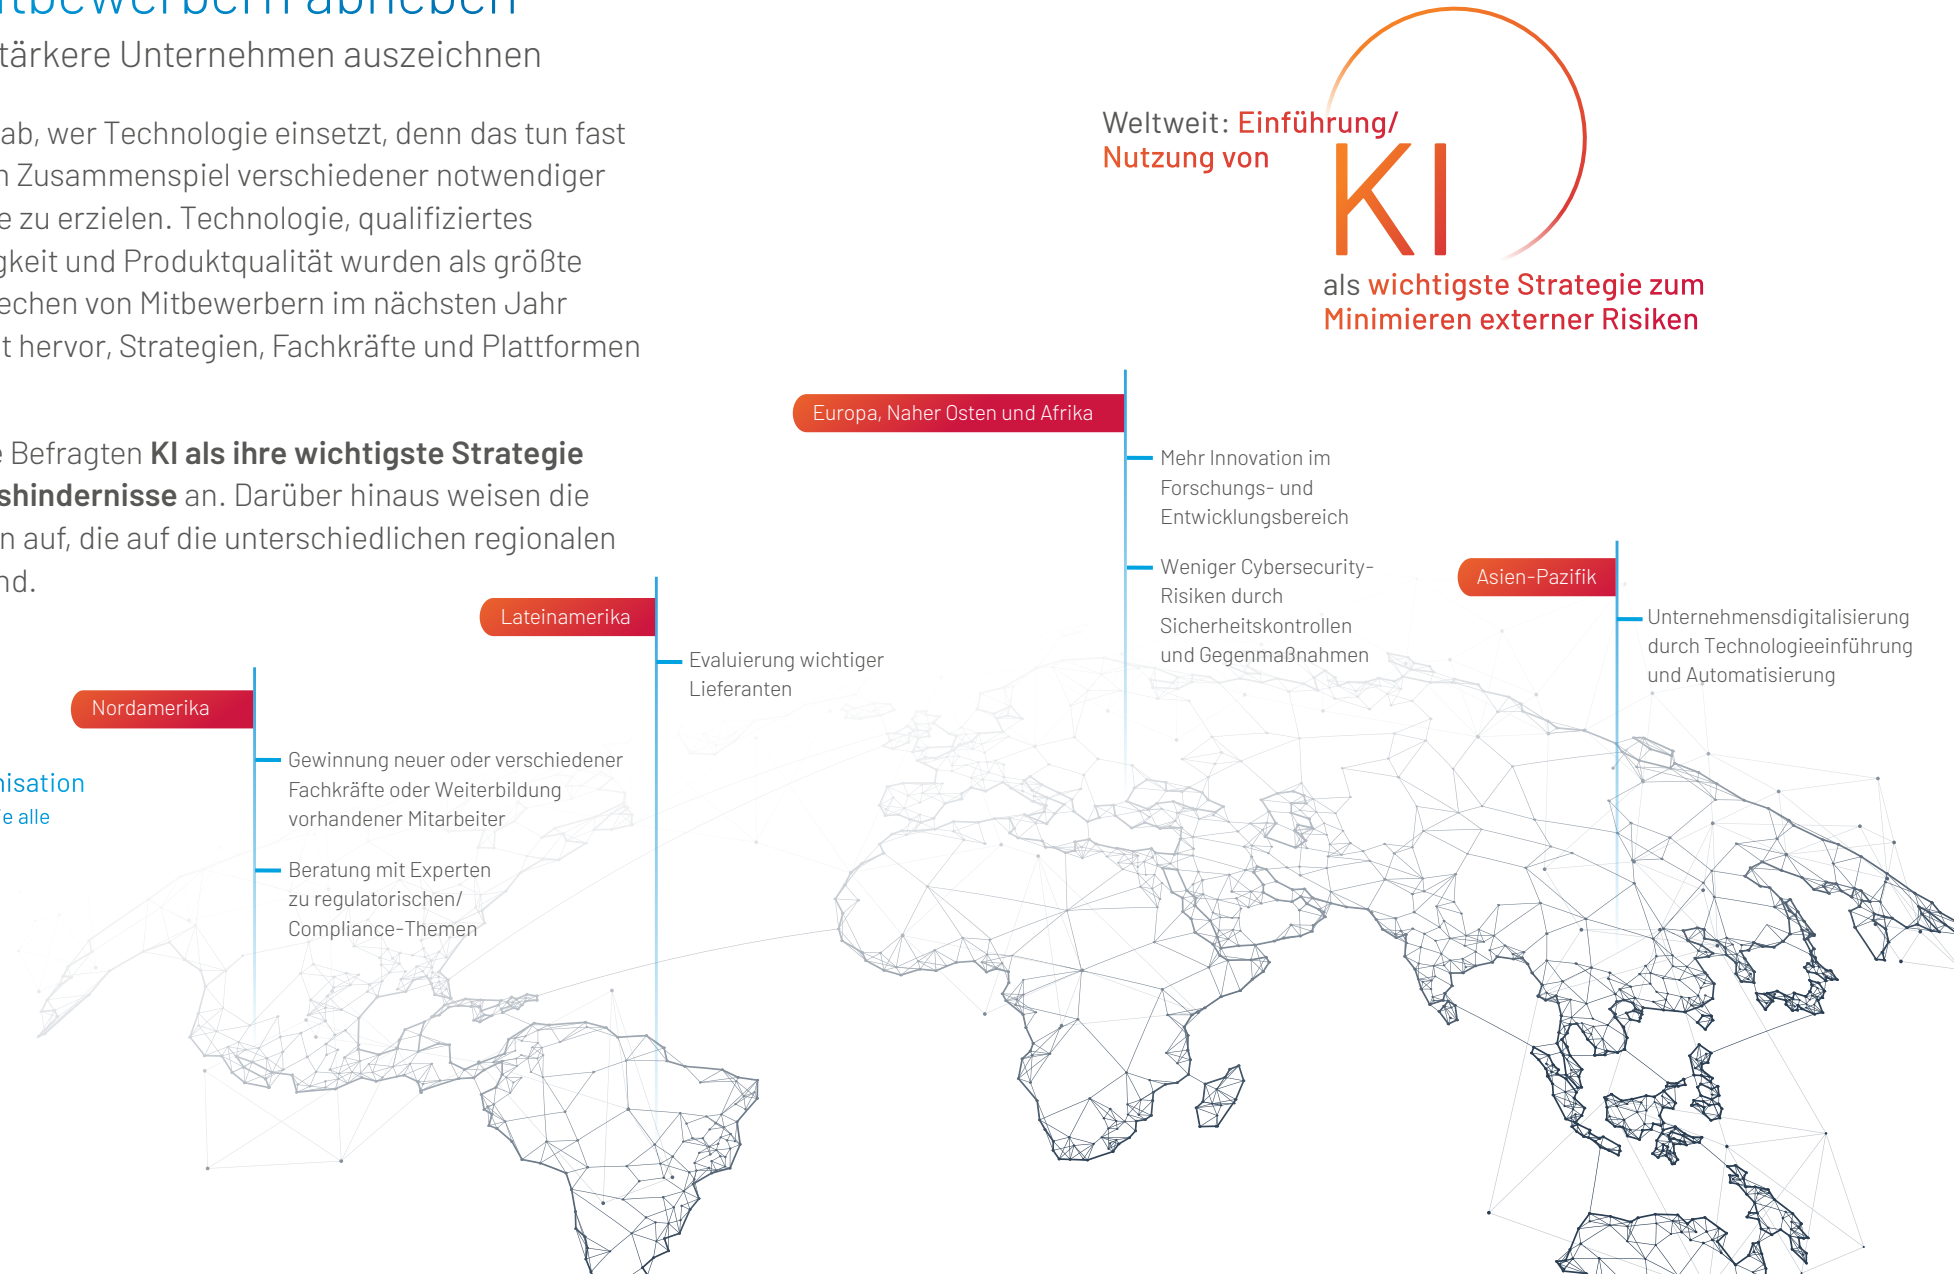 tbewerbern abheben
tärkere Unternehmen auszeichnen
ab, wer Technologie einsetzt, denn das tun fast
Zusammenspiel verschiedener notwendiger
e zu erzielen. Technologie, qualifiziertes
gkeit und Produktqualität wurden als größte
echen von Mitbewerbern im nächsten Jahr
t hervor, Strategien, Fachkräfte und Plattformen
e Befragten KI als ihre wichtigste Strategie
shindernisse an. Darüber hinaus weisen die
n auf, die auf die unterschiedlichen regionalen
nd.
Weltweit: Einführung/
Nutzung von
KI
als wichtigste Strategie zum
Minimieren externer Risiken
Europa, Naher Osten und Afrika
Mehr Innovation im
Forschungs- und
Entwicklungsbereich
Weniger Cybersecurity-
Risiken durch
Sicherheitskontrollen
und Gegenmaßnahmen
Asien-Pazifik
Unternehmensdigitalisierung
durch Technologieeinführung
und Automatisierung
Lateinamerika
Evaluierung wichtiger
Lieferanten
Nordamerika
Gewinnung neuer oder verschiedener
Fachkräfte oder Weiterbildung
vorhandener Mitarbeiter
Beratung mit Experten
zu regulatorischen/
Compliance-Themen
nisation
e alle